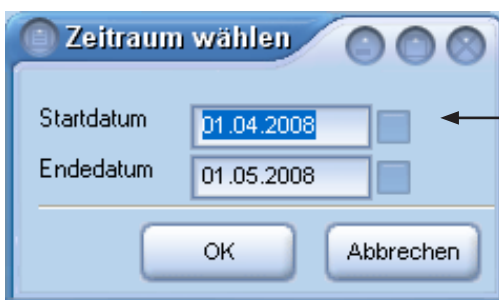 Zeitraum wählen
Startdatum 01.04.2008
Endedatum 01.05.2008
OK Abbrechen